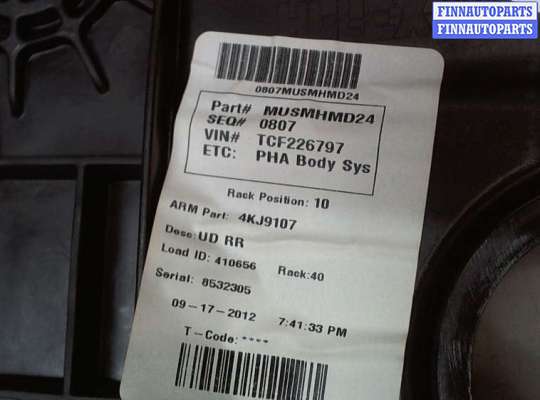 FINNAUTOPARTS
FINNAUTOPARTS
0807MUSMHMD24
Part# MUSMHMD24
SEQ# 0807
VIN# TCF226797
ETC: PHA Body Sys
Rack Position: 10
ARM Part: 4KJ9107
Desc: UD RR
Load ID: 410656 Rack: 40
Serial: 8532305
09-17-2012 7:41:33 PM
T-Code: ****